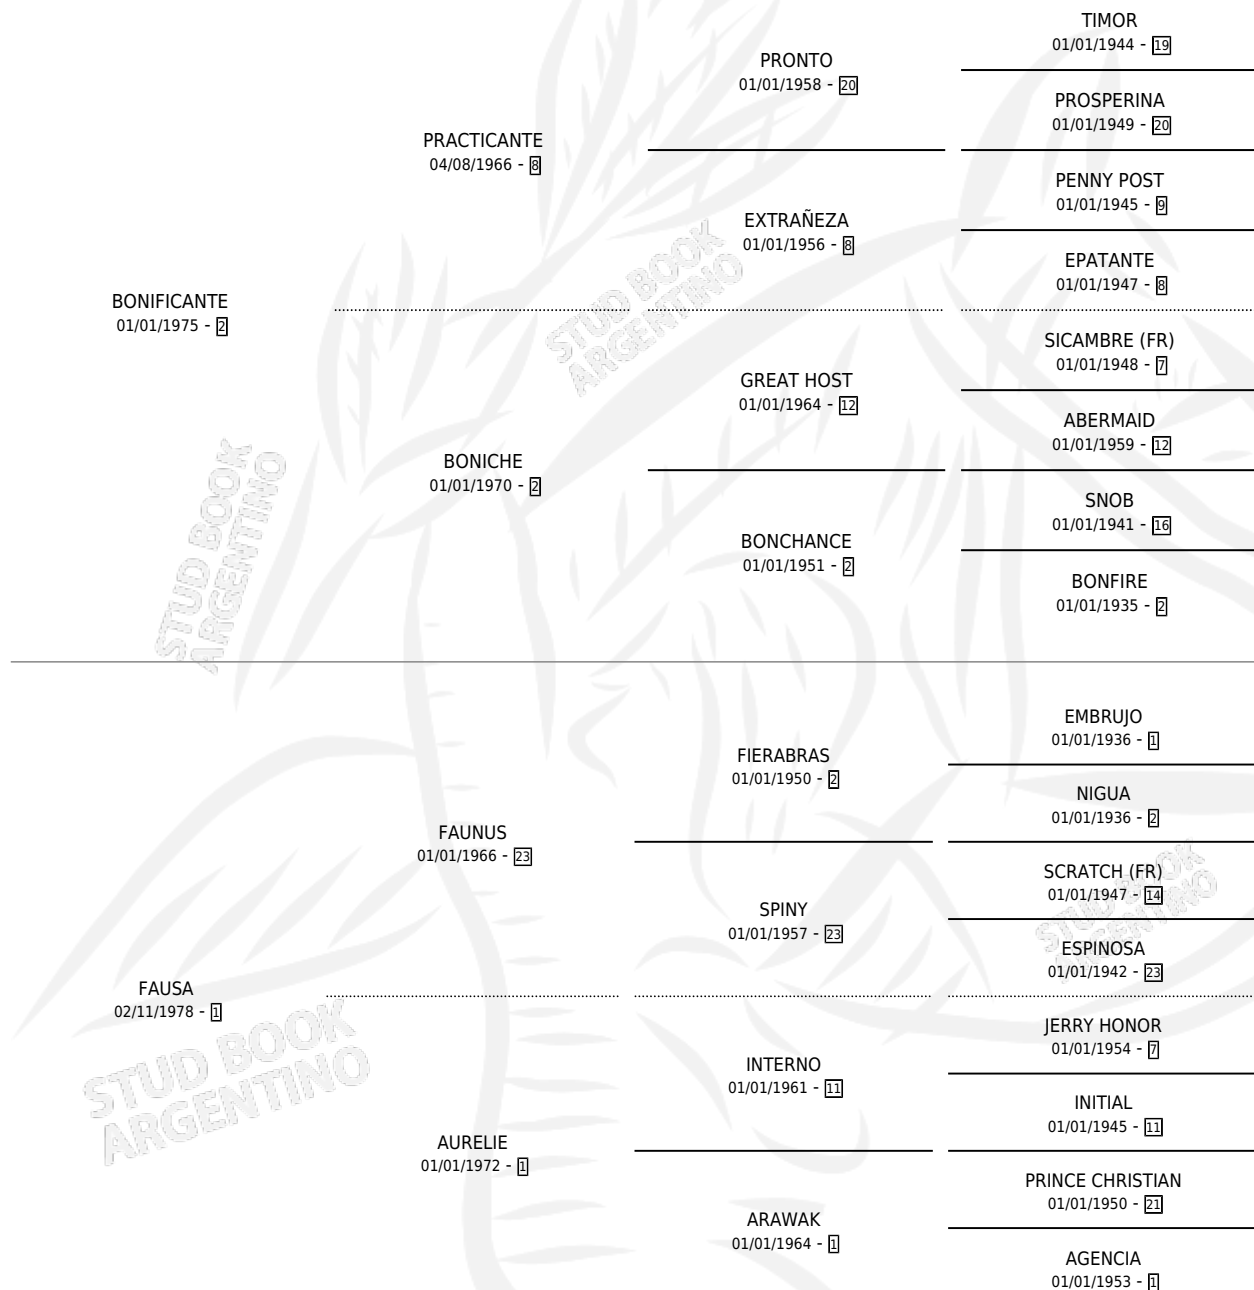 TIMOR
01/01/1944 - 19
PRONTO
01/01/1958 - 20
PROSPERINA
01/01/1949 - 20
PRACTICANTE
04/08/1966 - 8
PENNY POST
01/01/1945 - 9
EXTRAÑEZA
01/01/1956 - 8
EPATANTE
01/01/1947 - 8
BONIFICANTE
01/01/1975 - 2
STUD BOOK
ARGENTINO
SICAMBRE (FR)
01/01/1948 - 7
GREAT HOST
01/01/1964 - 12
ABERMAID
01/01/1959 - 12
BONICHE
01/01/1970 - 2
SNOB
01/01/1941 - 16
BONCHANCE
01/01/1951 - 2
BONFIRE
01/01/1935 - 2
STUD BOOK
ARGENTINO
EMBRUJO
01/01/1936 - 1
FIERABRAS
01/01/1950 - 2
NIGUA
01/01/1936 - 2
FAUNUS
01/01/1966 - 23
SCRATCH (FR)
01/01/1947 - 14
SPINY
01/01/1957 - 23
ESPINOSA
01/01/1942 - 23
STUD BOOK
ARGENTINO
FAUSA
02/11/1978 - 1
JERRY HONOR
01/01/1954 - 7
INTERNO
01/01/1961 - 11
INITIAL
01/01/1945 - 11
STUD BOOK
ARGENTINO
AURELIE
01/01/1972 - 1
PRINCE CHRISTIAN
01/01/1950 - 21
ARAWAK
01/01/1964 - 1
AGENCIA
01/01/1953 - 1